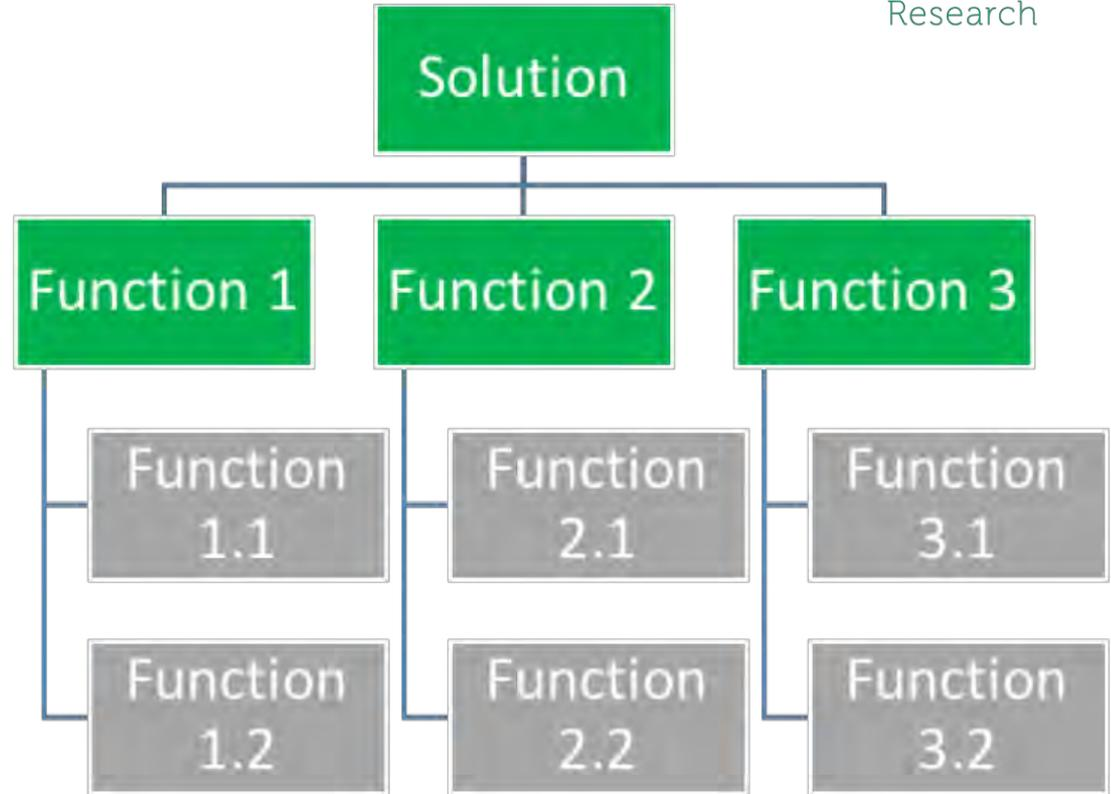 Research
Solution
Function 1
Function 2
Function 3
Function
1.1
Function
2.1
Function
3.1
Function
1.2
Function
2.2
Function
3.2